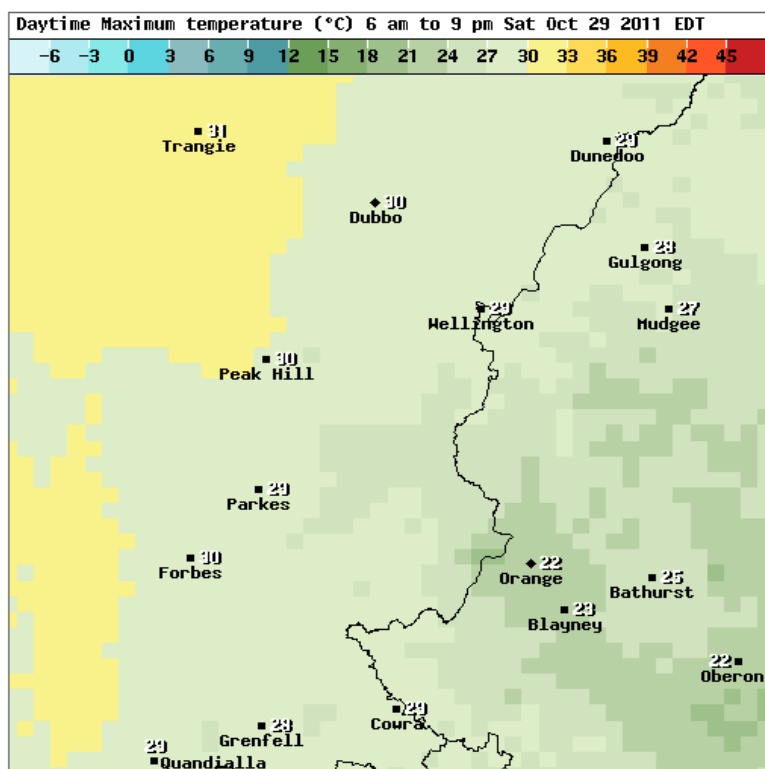 Daytime Maximum temperature (°C) 6 am to 9 pm Sat Oct 29 2011 EDT
-6 -3 0 3 6 9 12 15 18 21 24 27 30 33 36 39 42 45
31
Trangie
29
Dunedoo
30
Dubbo
28
Gulgong
29
Wellington
27
Mudgee
30
Peak Hill
29
Parkes
30
Forbes
22
Orange
25
Bathurst
23
Blayney
22
Oberon
29
Cowra
28
Grenfell
29
Quandialla